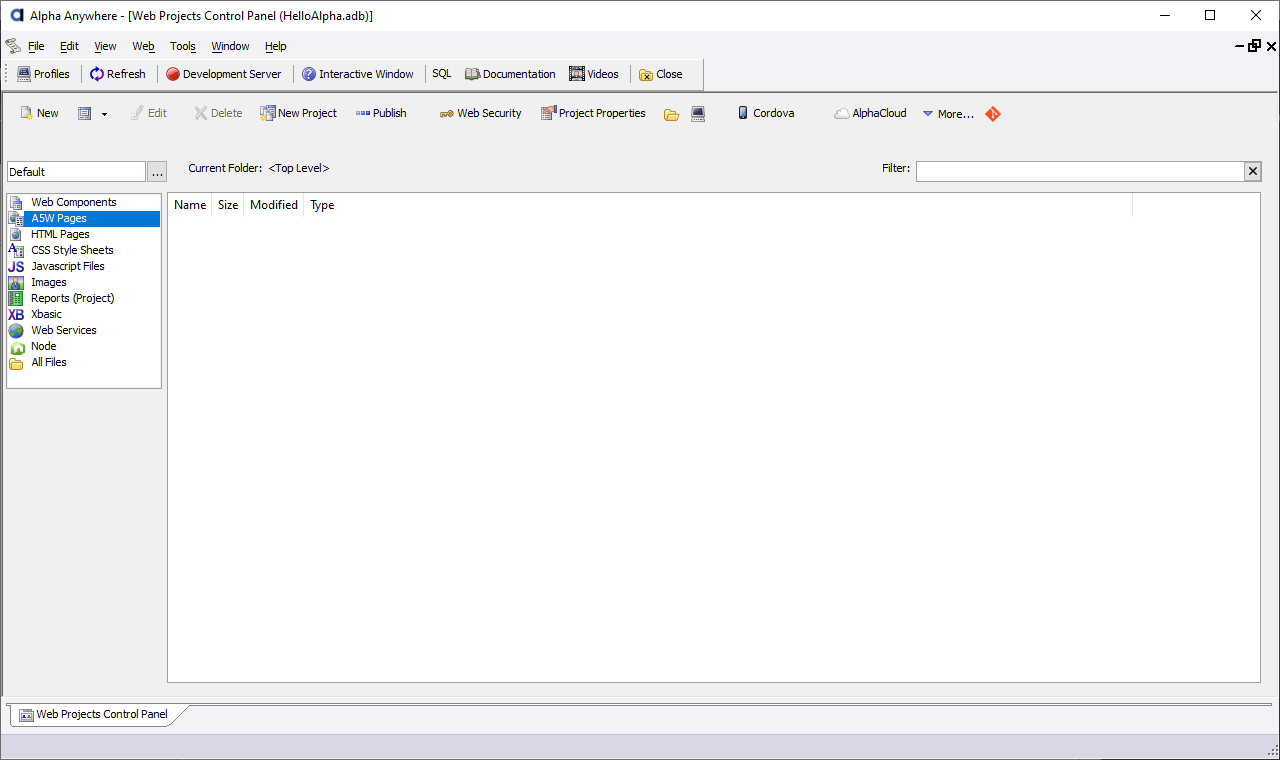 Alpha Anywhere - [Web Projects Control Panel (HelloAlpha.adb)]
File Edit View Web Tools Window Help
Profiles Refresh Development Server Interactive Window SQL Documentation Videos Close
New Edit Delete New Project Publish Web Security Project Properties Cordova AlphaCloud More...
Default ... Current Folder: <Top Level> Filter:
Name Size Modified Type
Web Components
A5W Pages
HTML Pages
CSS Style Sheets
JS Javascript Files
Images
Reports (Project)
XB Xbasic
Web Services
Node
All Files
Web Projects Control Panel